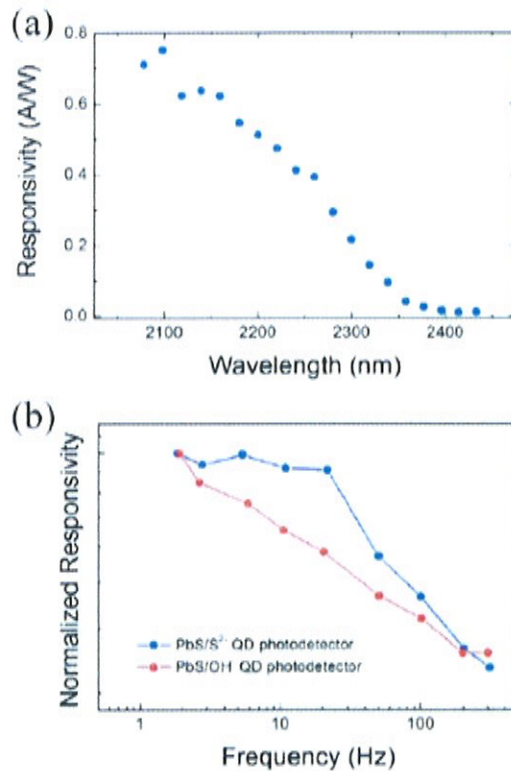 (a)
0.8
0.6
0.4
0.2
0.0
Responsivity (A/W)
2100 2200 2300 2400
Wavelength (nm)
(b)
Normalized Responsivity
PbS/S²⁻ QD photodetector
PbS/OH QD photodetector
1 10 100
Frequency (Hz)